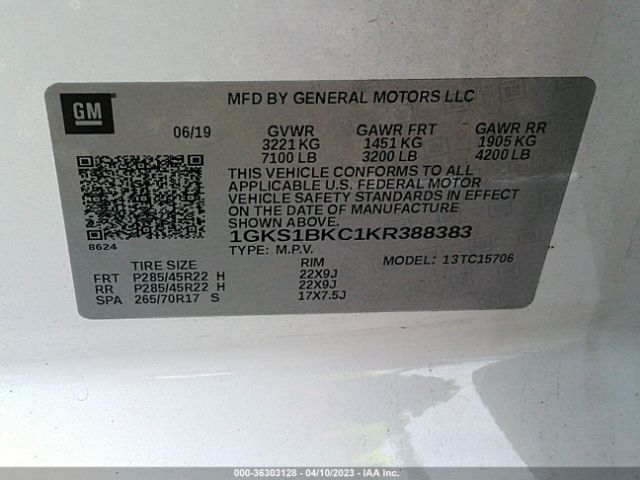 GM
MFD BY GENERAL MOTORS LLC
06/19 GVWR GAWR FRT GAWR RR
3221 KG 1451 KG 1905 KG
7100 LB 3200 LB 4200 LB
THIS VEHICLE CONFORMS TO ALL
APPLICABLE U.S. FEDERAL MOTOR
VEHICLE SAFETY STANDARDS IN EFFECT
ON THE DATE OF MANUFACTURE
SHOWN ABOVE.
8624 1GKS1BKC1KR388383
TYPE: M.P.V. MODEL: 13TC15706
TIRE SIZE RIM
FRT P285/45R22 H 22X9J
RR P285/45R22 H 22X9J
SPA 265/70R17 S 17X7.5J
000-36303128 - 04/10/2023 - IAA Inc.